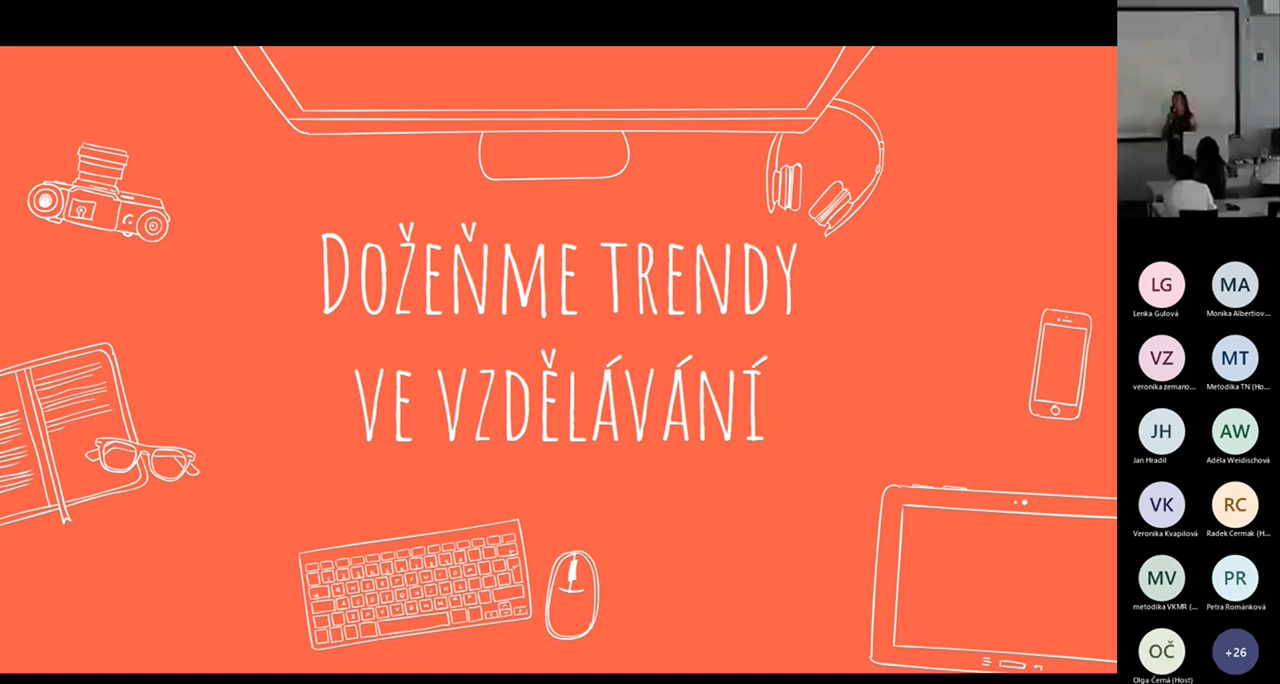 DOŽEŇME TRENDY
VE VZDĚLÁVÁNÍ
LG
MA
Lenka Gulová
Monika Albertiov...
VZ
MT
veronika zemano...
Metodika TN (Ho...
JH
AW
Jan Hradil
Adéla Weidischová
VK
RC
Veronika Kvapilová
Radek Cermak (H...
MV
PR
metodika VKMR (...
Petra Románková
OČ
+26
Olga Černá (Host)